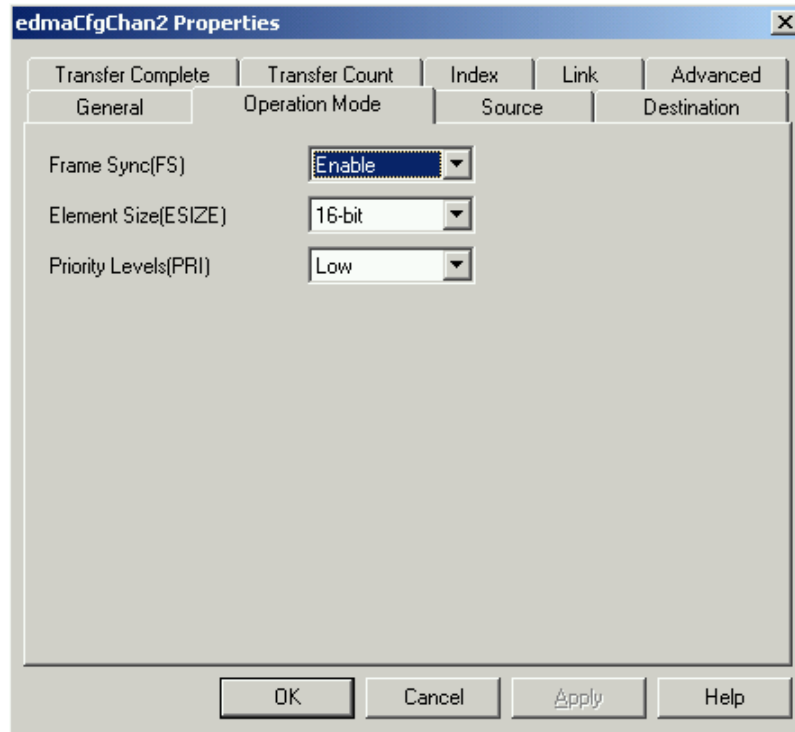 edmaCfgChan2 Properties
Transfer Complete Transfer Count Index Link Advanced
General Operation Mode Source Destination
Frame Sync(FS) Enable
Element Size(ESIZE) 16-bit
Priority Levels(PRI) Low
OK Cancel Apply Help